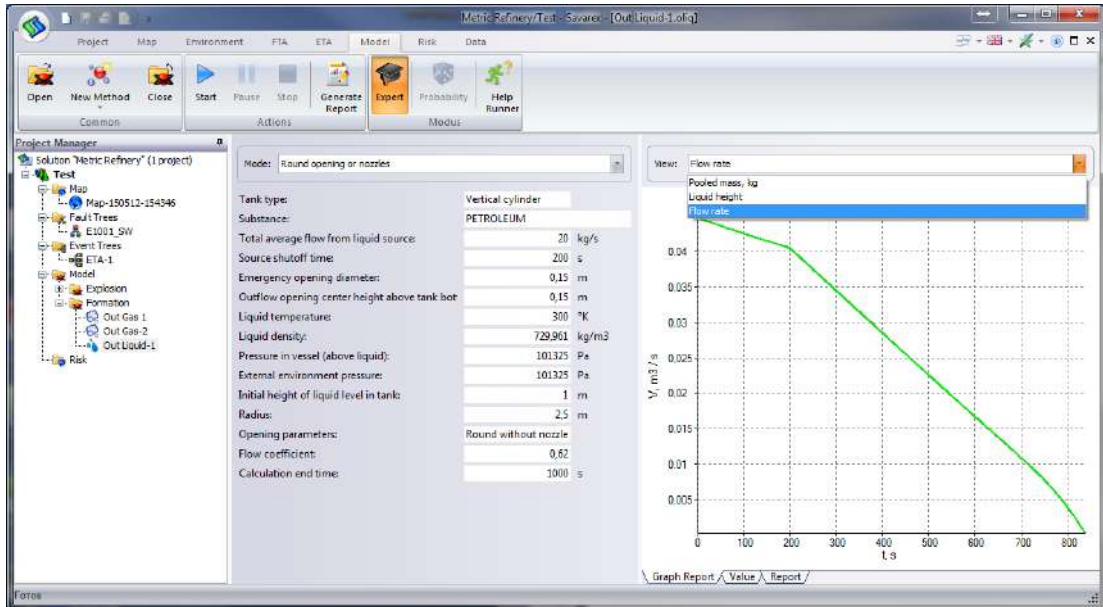 Metric Refinery/Test - Savarex - [Out Liquid-1.oliq]
Project Map Environment FTA ETA Model Risk Data
Open New Method Close Start Pause Stop Generate Report Expert Probability Help Runner
Common Actions Modus
Project Manager
Solution "Metric Refinery" (1 project)
Test
Map
Map-150512-154346
Fault Trees
E1001_SW
Event Trees
ETA-1
Model
Explosion
Formation
Out Gas 1
Out Gas-2
Out Liquid-1
Risk
Mode: Round opening or nozzles
Tank type: Vertical cylinder
Substance: PETROLEUM
Total average flow from liquid source: 20 kg/s
Source shutoff time: 200 s
Emergency opening diameter: 0,15 m
Outflow opening center height above tank bot 0,15 m
Liquid temperature: 300 °K
Liquid density: 729,961 kg/m3
Pressure in vessel (above liquid): 101325 Pa
External environment pressure: 101325 Pa
Initial height of liquid level in tank: 1 m
Radius: 2,5 m
Opening parameters: Round without nozzle
Flow coefficient: 0,62
Calculation end time: 1000 s
View: Flow rate
Pooled mass, kg
Liquid height
Flow rate
0.04
0.035
0.03
0.025
0.02
0.015
0.01
0.005
V, m3 / s
0 100 200 300 400 500 600 700 800
t, s
Graph Report Value Report
Готов